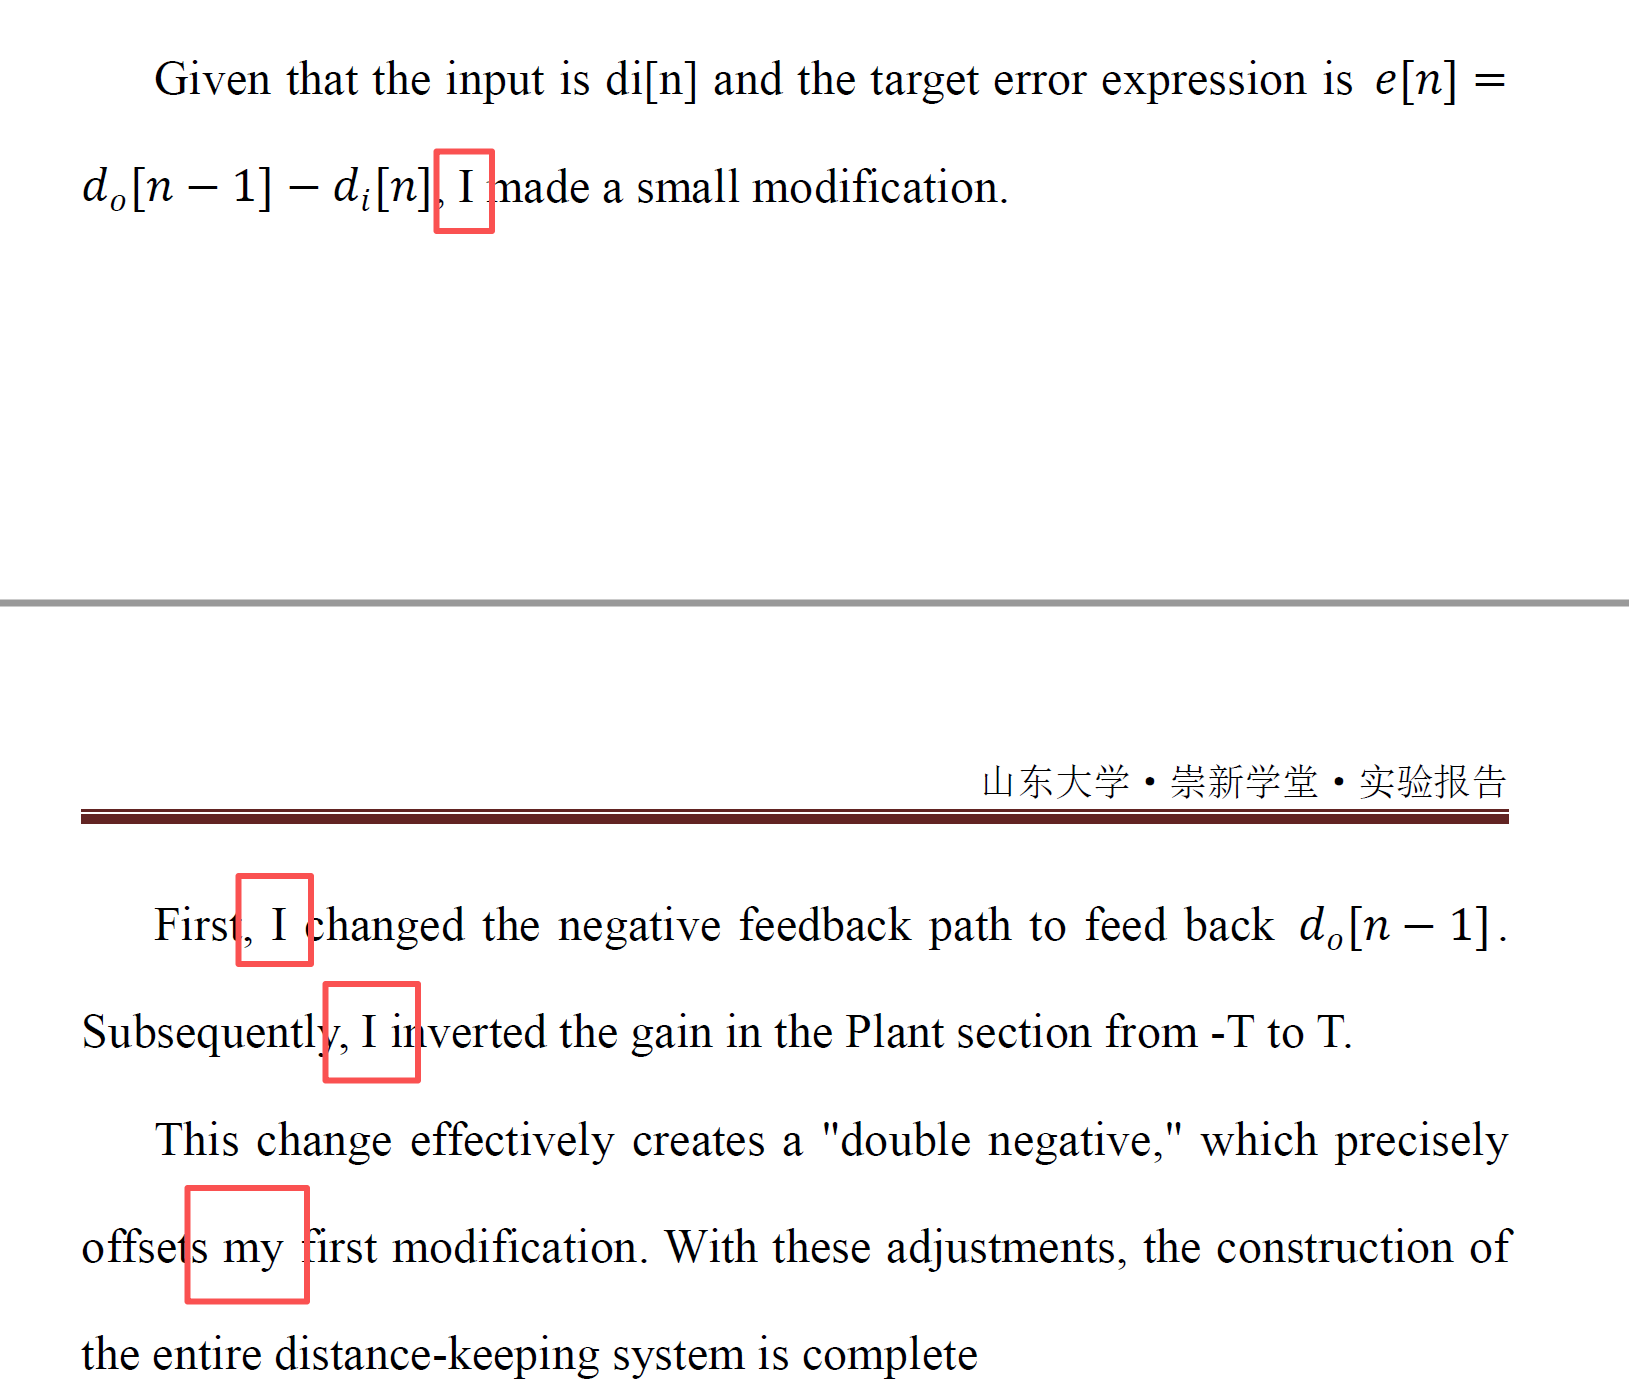 Given that the input is di[n] and the target error expression is e[n] =
dₒ[n − 1] − dᵢ[n], I made a small modification.
山东大学・崇新学堂・实验报告
First, I changed the negative feedback path to feed back dₒ[n − 1].
Subsequently, I inverted the gain in the Plant section from -T to T.
This change effectively creates a "double negative," which precisely
offsets my first modification. With these adjustments, the construction of
the entire distance-keeping system is complete